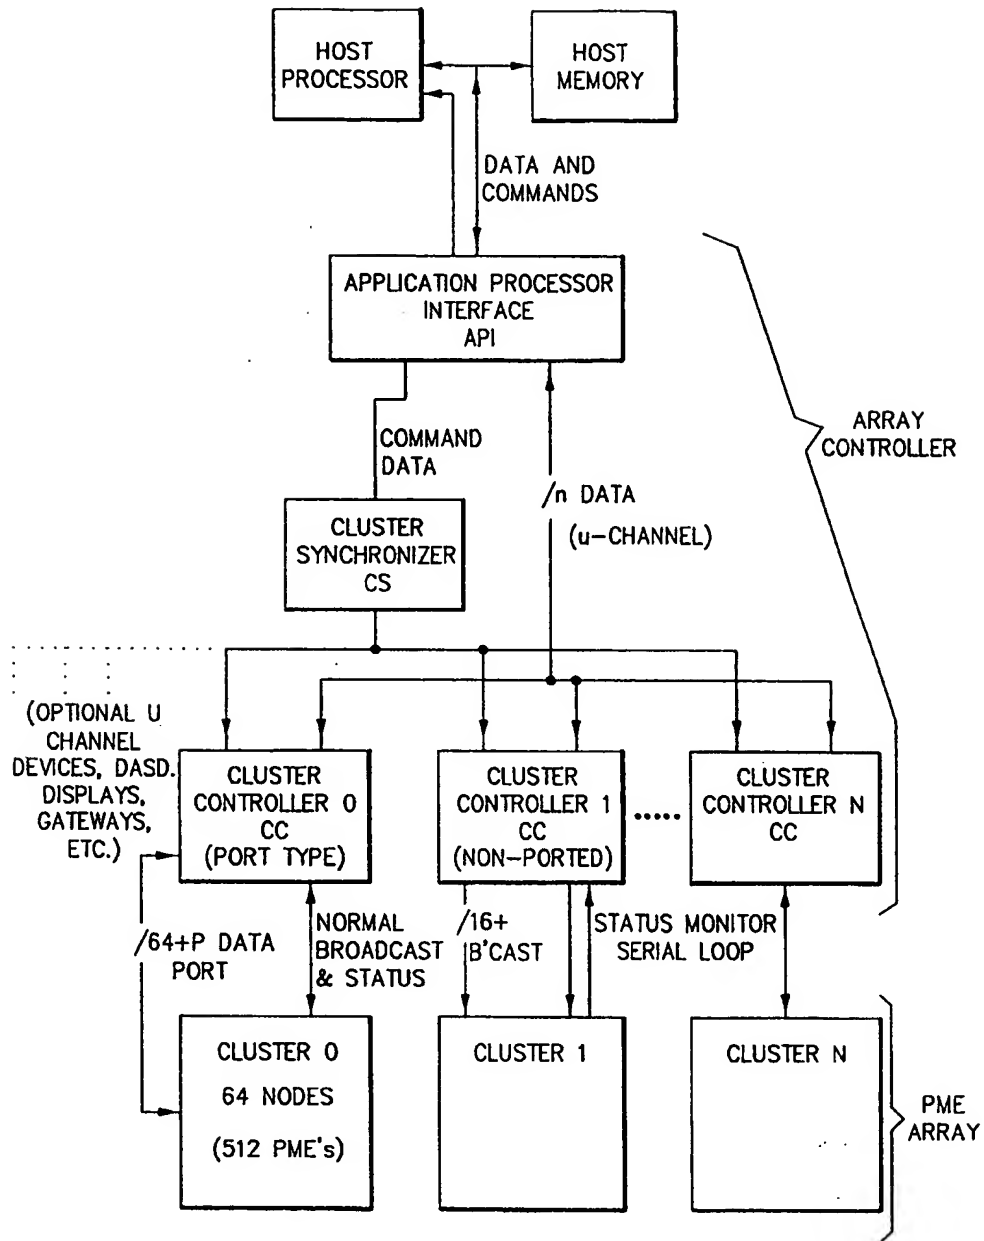 HOST
PROCESSOR
HOST
MEMORY
DATA AND
COMMANDS
APPLICATION PROCESSOR
INTERFACE
API
ARRAY
CONTROLLER
COMMAND
DATA
/n DATA
(u-CHANNEL)
CLUSTER
SYNCHRONIZER
CS
(OPTIONAL U
CHANNEL
DEVICES, DASD.
DISPLAYS,
GATEWAYS,
ETC.)
CLUSTER
CONTROLLER 0
CC
(PORT TYPE)
CLUSTER
CONTROLLER 1
CC
(NON-PORTED)
CLUSTER
CONTROLLER N
CC
/64+P DATA
PORT
NORMAL
BROADCAST
& STATUS
/16+
B'CAST
STATUS MONITOR
SERIAL LOOP
CLUSTER 0
64 NODES
(512 PME's)
CLUSTER 1
CLUSTER N
PME
ARRAY